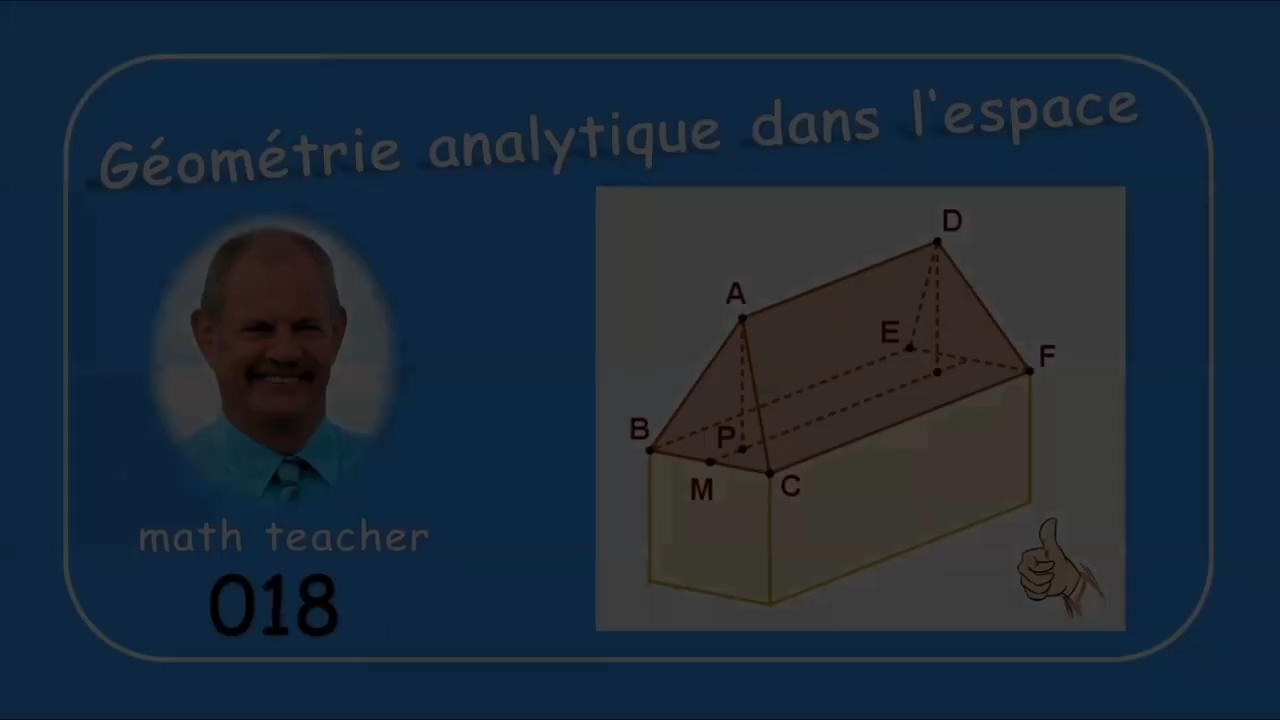 Géométrie analytique dans l'espace
D
A
E
F
B
P
M
C
math teacher
018